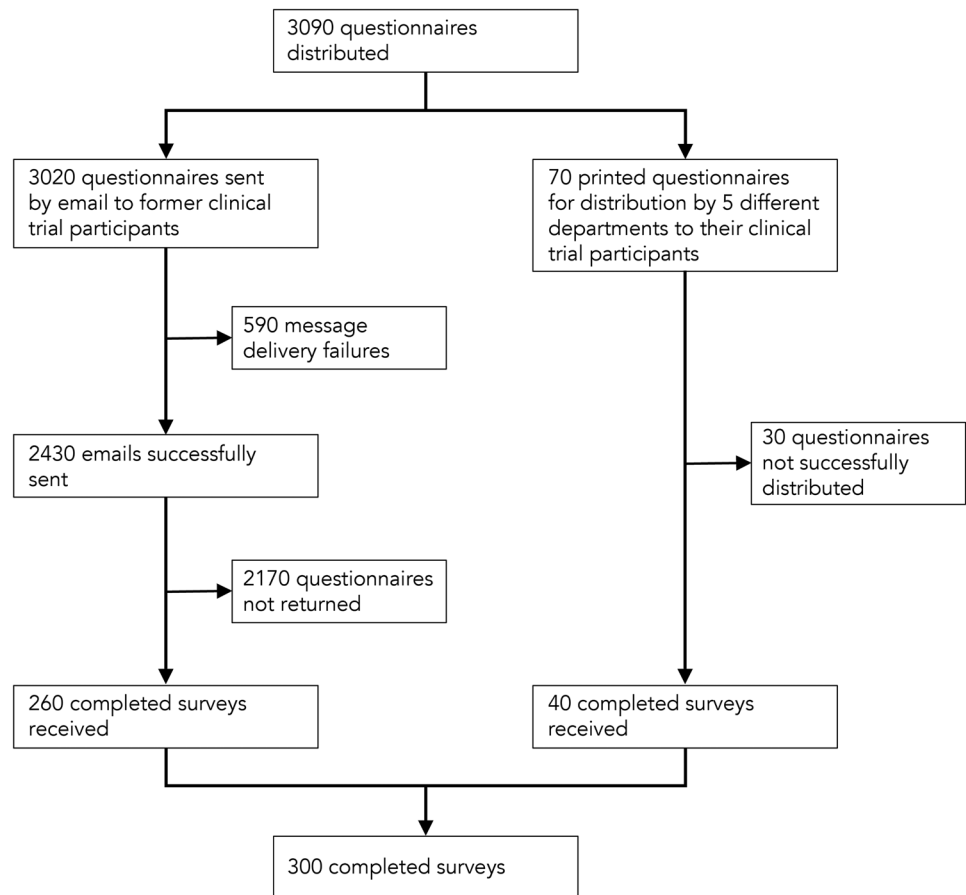 3090 questionnaires
distributed
3020 questionnaires sent
by email to former clinical
trial participants
70 printed questionnaires
for distribution by 5 different
departments to their clinical
trial participants
590 message
delivery failures
2430 emails successfully
sent
30 questionnaires
not successfully
distributed
2170 questionnaires
not returned
260 completed surveys
received
40 completed surveys
received
300 completed surveys